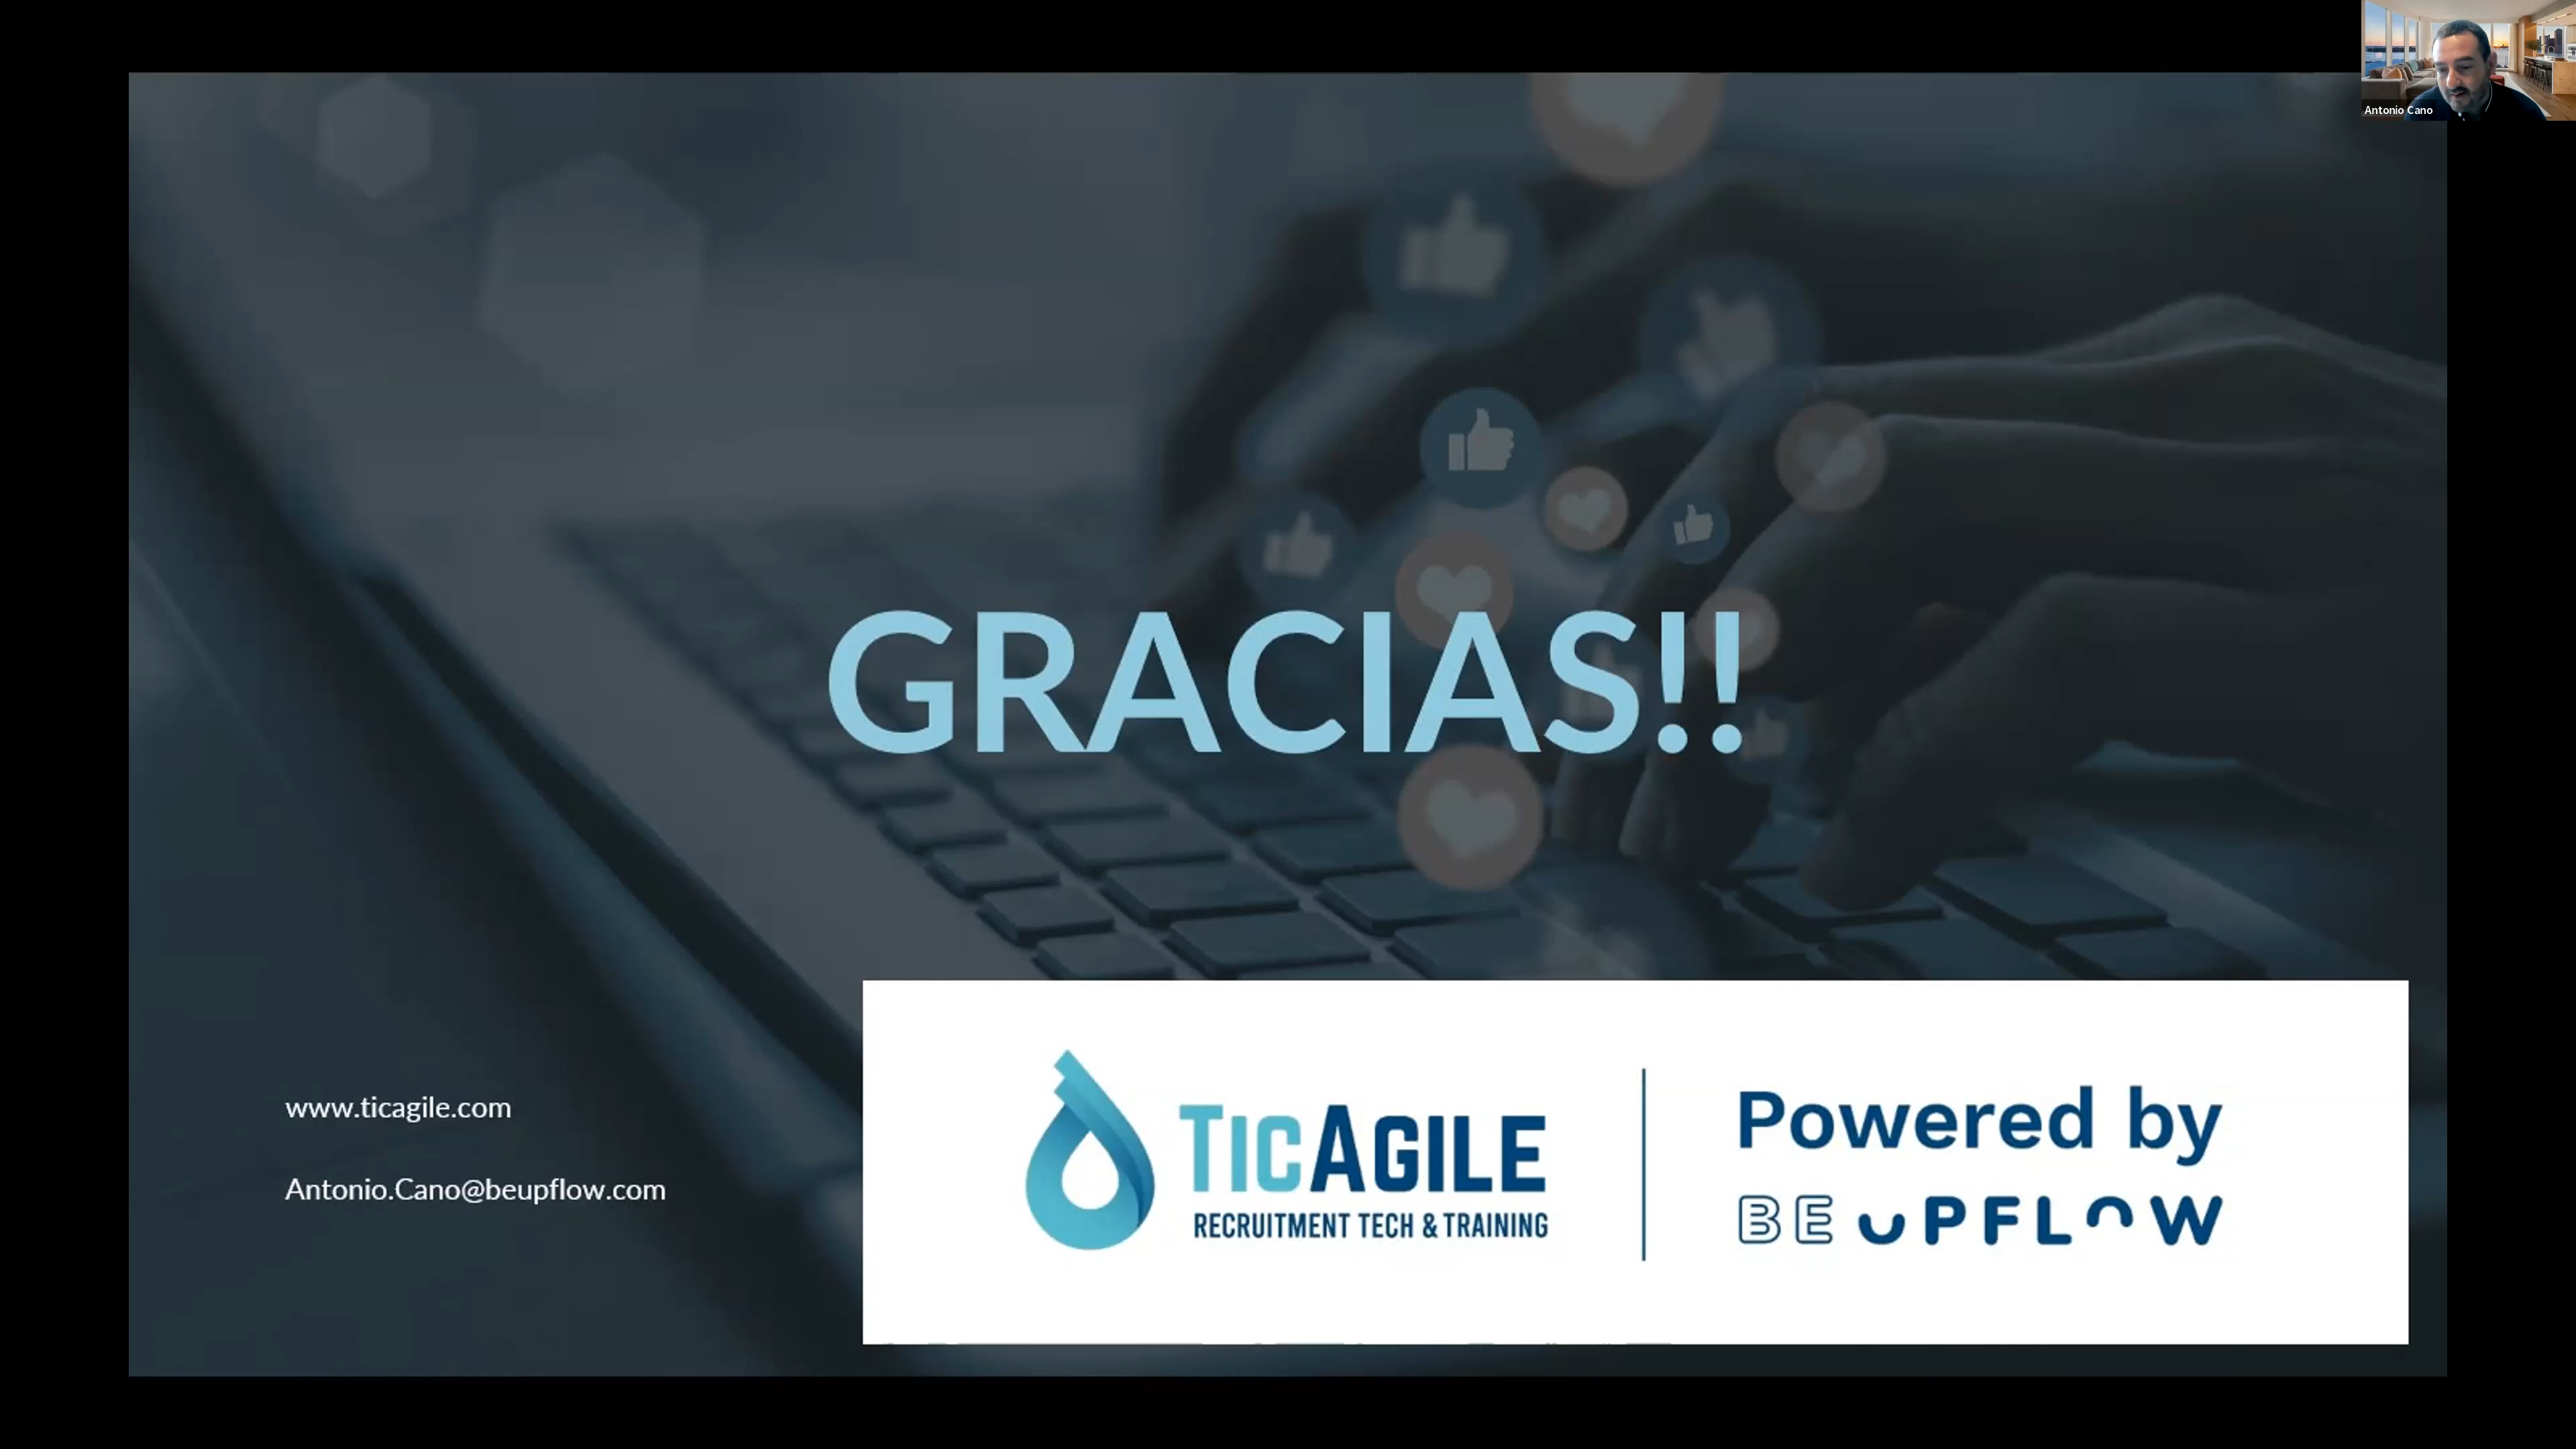 Antonio Cano
GRACIAS!!
www.ticagile.com
Antonio.Cano@beupflow.com
TICAGILE
RECRUITMENT TECH & TRAINING
Powered by
BE UPFLOW